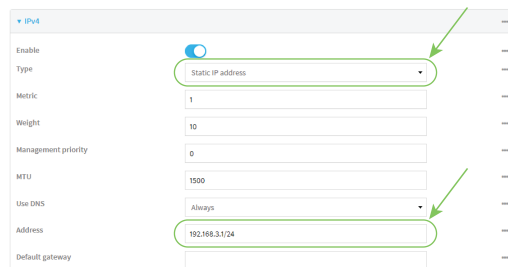 IPv4
Enable
Type Static IP address
Metric 1
Weight 10
Management priority 0
MTU 1500
Use DNS Always
Address 192.168.3.1/24
Default gateway